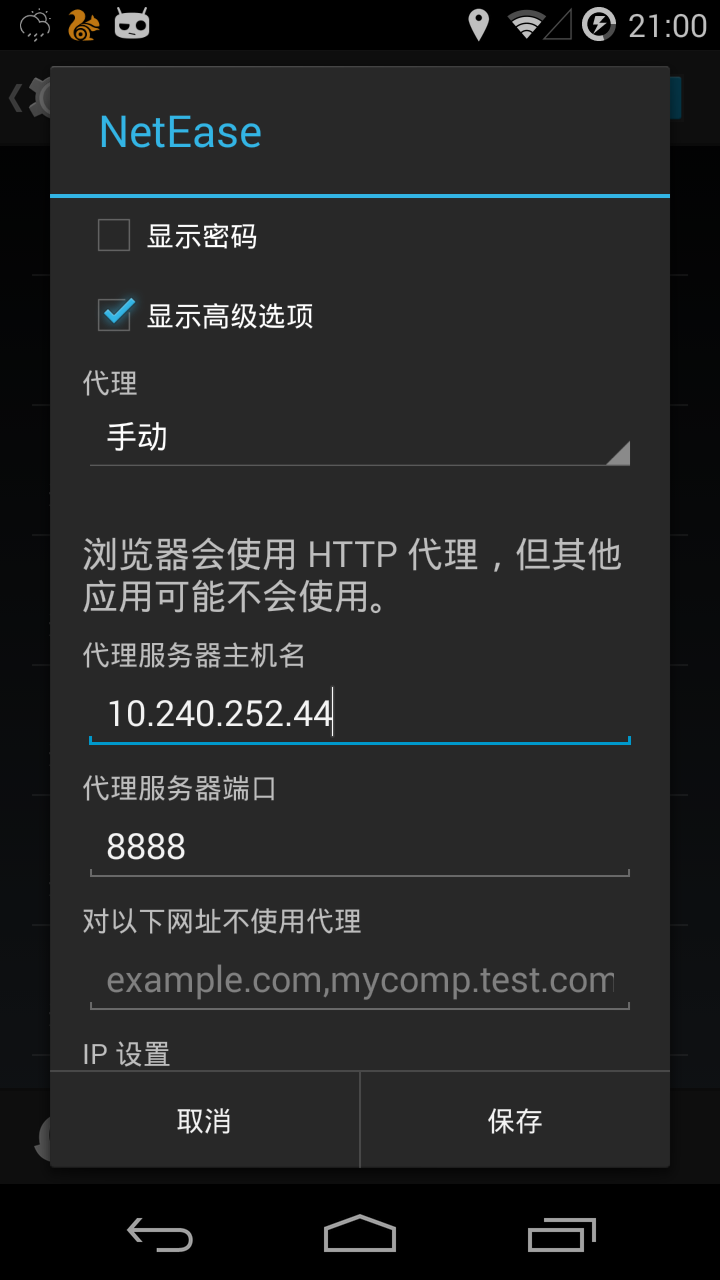 21:00
NetEase
显示密码
显示高级选项
代理
手动
浏览器会使用 HTTP 代理，但其他
应用可能不会使用。
代理服务器主机名
10.240.252.44
代理服务器端口
8888
对以下网址不使用代理
example.com,mycomp.test.com
IP 设置
取消
保存